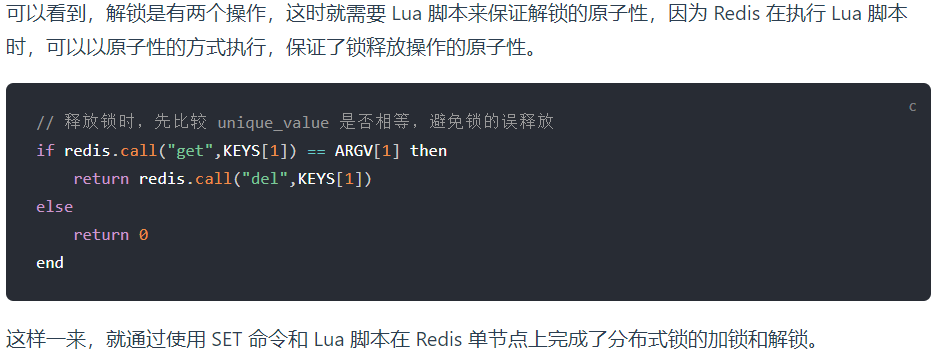 可以看到，解锁是有两个操作，这时就需要 Lua 脚本来保证解锁的原子性，因为 Redis 在执行 Lua 脚本
时，可以以原子性的方式执行，保证了锁释放操作的原子性。
c
// 释放锁时，先比较 unique_value 是否相等，避免锁的误释放
if redis.call("get",KEYS[1]) == ARGV[1] then
    return redis.call("del",KEYS[1])
else
    return 0
end
这样一来，就通过使用 SET 命令和 Lua 脚本在 Redis 单节点上完成了分布式锁的加锁和解锁。